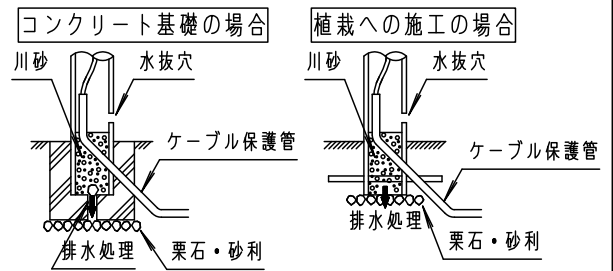 コンクリート基礎の場合
川砂
水抜穴
ケーブル保護管
排水処理
栗石・砂利
植栽への施工の場合
川砂
水抜穴
ケーブル保護管
排水処理
栗石・砂利